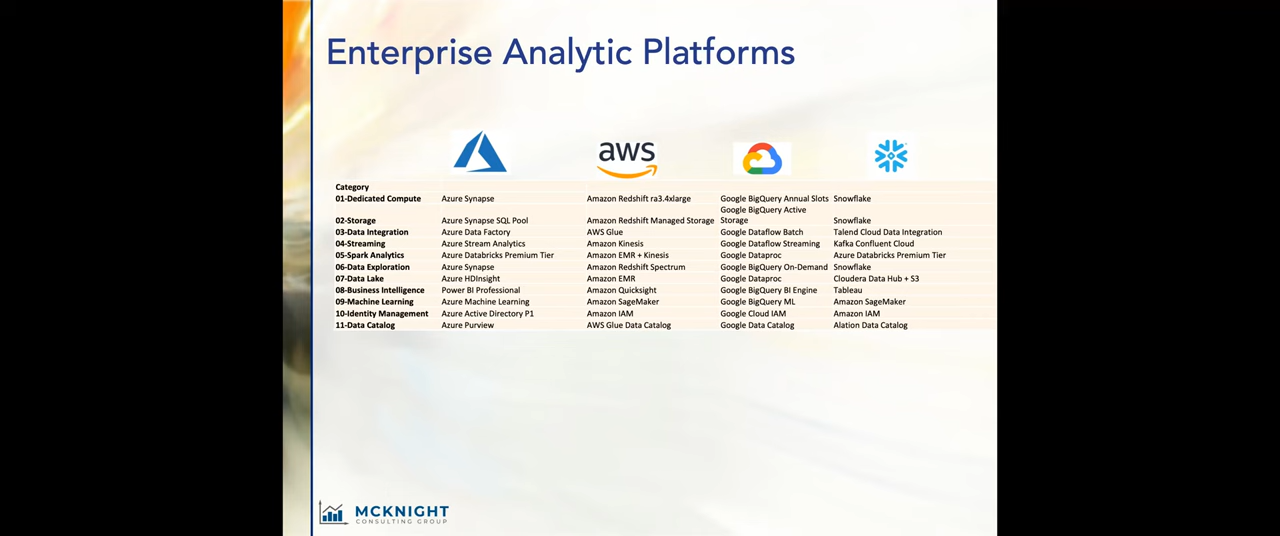 Enterprise Analytic Platforms
aws
Category
01-Dedicated Compute Azure Synapse Amazon Redshift ra3.4xlarge Google BigQuery Annual Slots Snowflake
02-Storage Azure Synapse SQL Pool Amazon Redshift Managed Storage Google BigQuery Active Storage Snowflake
03-Data Integration Azure Data Factory AWS Glue Google Dataflow Batch Talend Cloud Data Integration
04-Streaming Azure Stream Analytics Amazon Kinesis Google Dataflow Streaming Kafka Confluent Cloud
05-Spark Analytics Azure Databricks Premium Tier Amazon EMR + Kinesis Google Dataproc Azure Databricks Premium Tier
06-Data Exploration Azure Synapse Amazon Redshift Spectrum Google BigQuery On-Demand Snowflake
07-Data Lake Azure HDInsight Amazon EMR Google Dataproc Cloudera Data Hub + S3
08-Business Intelligence Power BI Professional Amazon Quicksight Google BigQuery BI Engine Tableau
09-Machine Learning Azure Machine Learning Amazon SageMaker Google BigQuery ML Amazon SageMaker
10-Identity Management Azure Active Directory P1 Amazon IAM Google Cloud IAM Amazon IAM
11-Data Catalog Azure Purview AWS Glue Data Catalog Google Data Catalog Alation Data Catalog
MCKNIGHT
CONSULTING GROUP